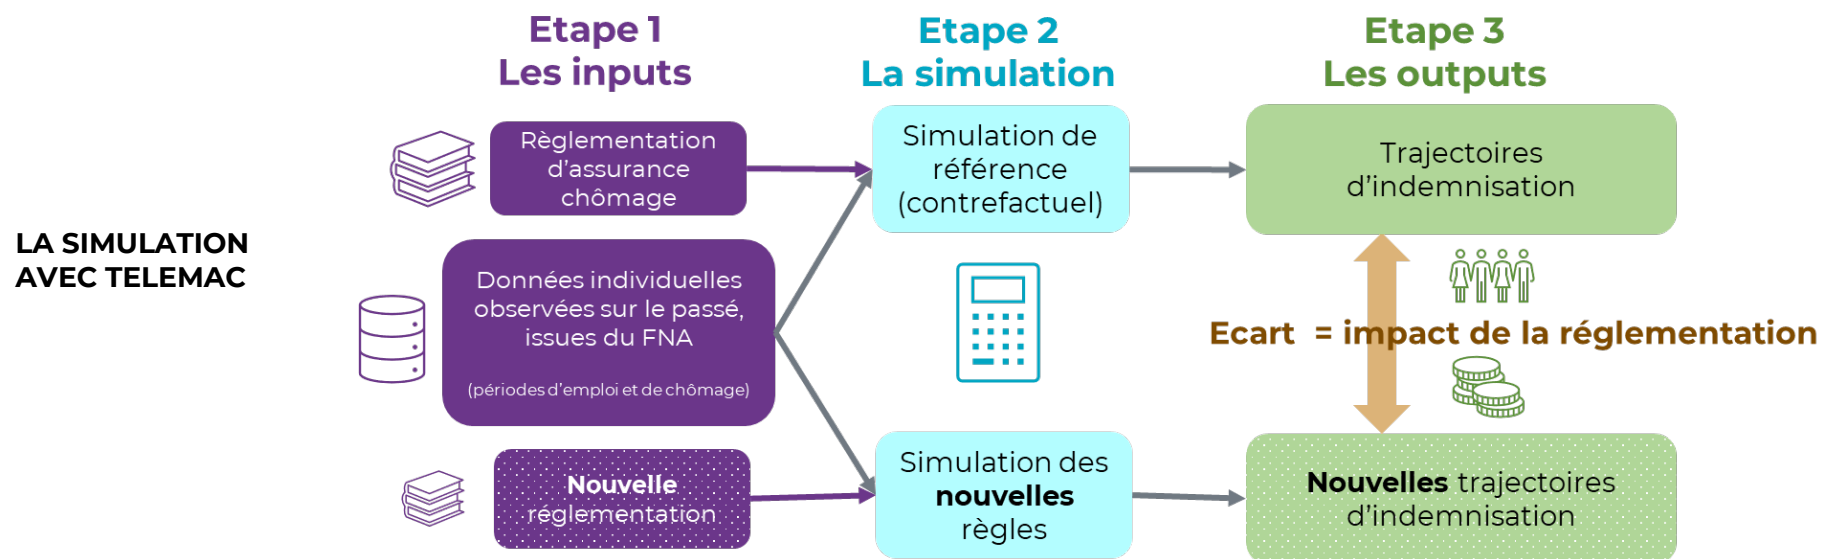 Etape 1
Les inputs
Etape 2
La simulation
Etape 3
Les outputs
LA SIMULATION
AVEC TELEMAC
Règlementation
d'assurance
chômage
Simulation de
référence
(contrefactuel)
Trajectoires
d'indemnisation
Données individuelles
observées sur le passé,
issues du FNA
(périodes d'emploi et de chômage)
Ecart = impact de la réglementation
Nouvelle
réglementation
Simulation des
nouvelles
règles
Nouvelles trajectoires
d'indemnisation